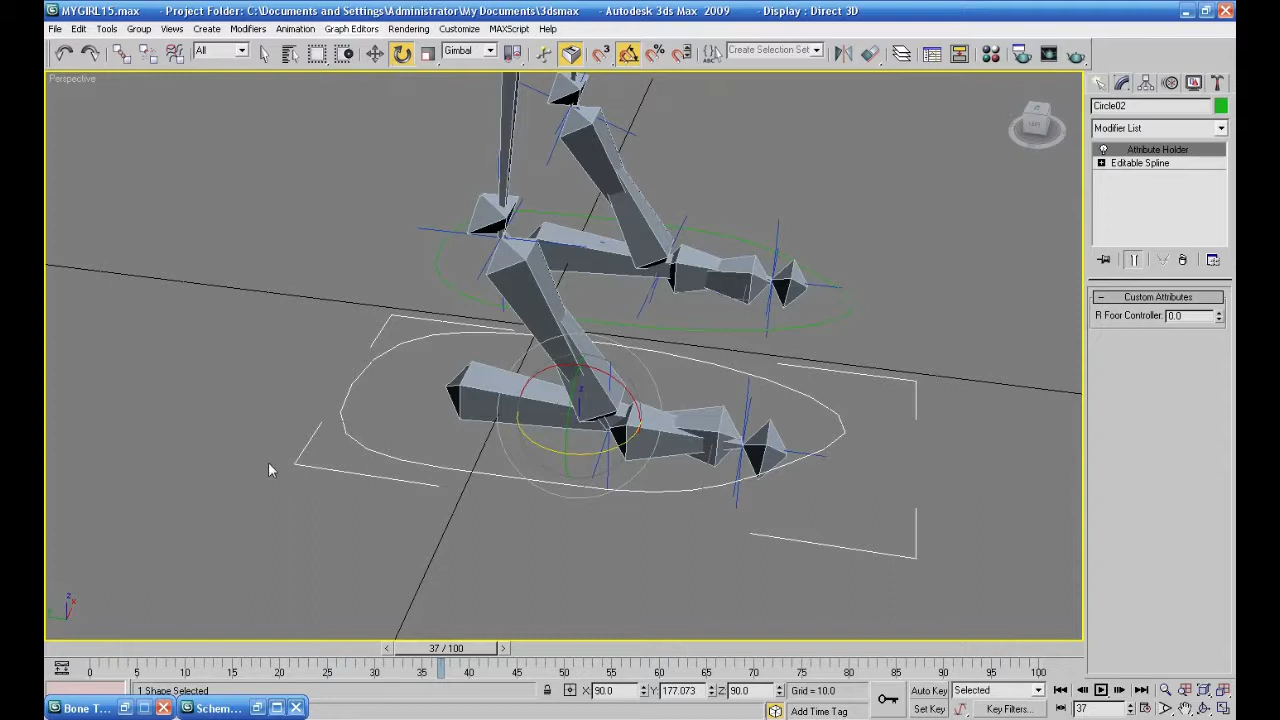 MYGIRL15.max - Project Folder: C:\Documents and Settings\Administrator\My Documents\3dsmax - Autodesk 3ds Max 2009 - Display : Direct 3D
File Edit Tools Group Views Create Modifiers Animation Graph Editors Rendering Customize MAXScript Help
All Gimbal Create Selection Set
Perspective
Circle02
Modifier List
Attribute Holder
Editable Spline
Custom Attributes
R Foor Controller: 0.0
37 / 100
0 5 10 15 20 25 30 35 40 45 50 55 60 65 70 75 80 85 90 95 100
1 Shape Selected X: 90.0 Y: 177.073 Z: 90.0 Grid = 10.0 Auto Key Selected
Bone T... Schem... Add Time Tag Set Key Key Filters... 37